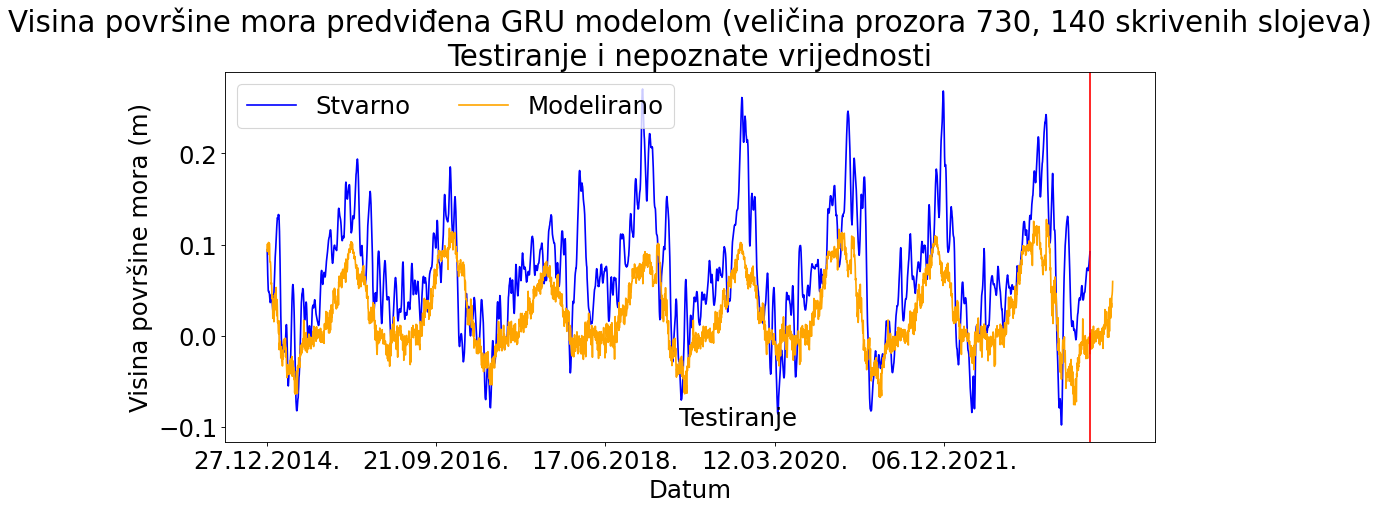 Visina površine mora predviđena GRU modelom (veličina prozora 730, 140 skrivenih slojeva)
Testiranje i nepoznate vrijednosti
Stvarno
Modelirano
Visina površine mora (m)
0.2
0.1
0.0
−0.1
Testiranje
27.12.2014.
21.09.2016.
17.06.2018.
12.03.2020.
06.12.2021.
Datum